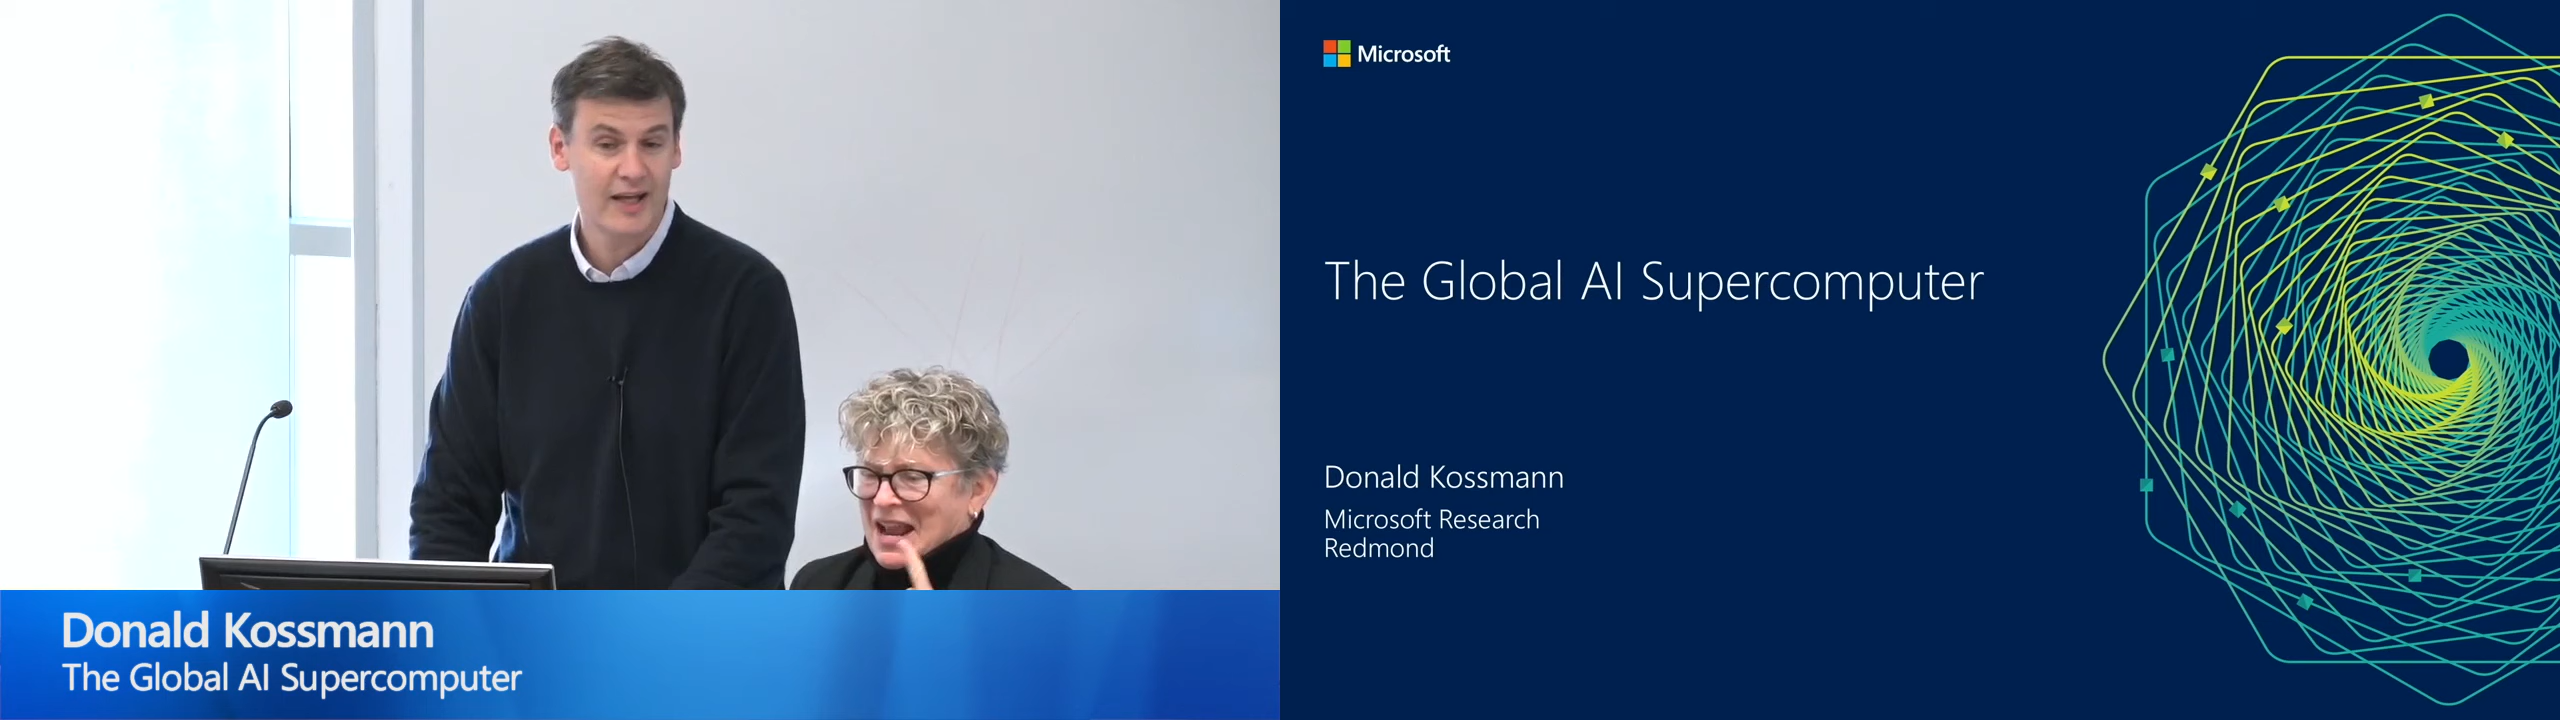 Donald Kossmann
The Global AI Supercomputer
Microsoft
The Global AI Supercomputer
Donald Kossmann
Microsoft Research
Redmond